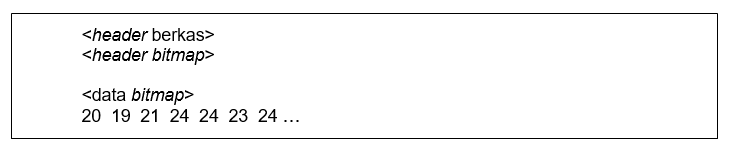 <header berkas>
<header bitmap>
<data bitmap>
20 19 21 24 24 23 24 …